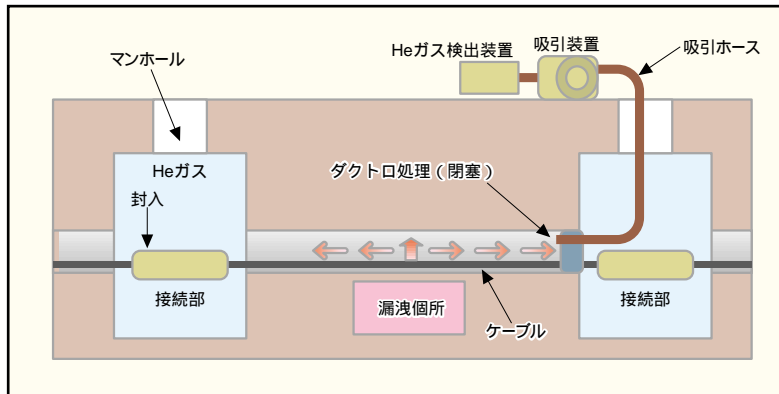 Heガス検出装置
吸引装置
吸引ホース
マンホール
Heガス
封入
ダクト口処理（閉塞）
接続部
漏洩個所
接続部
ケーブル